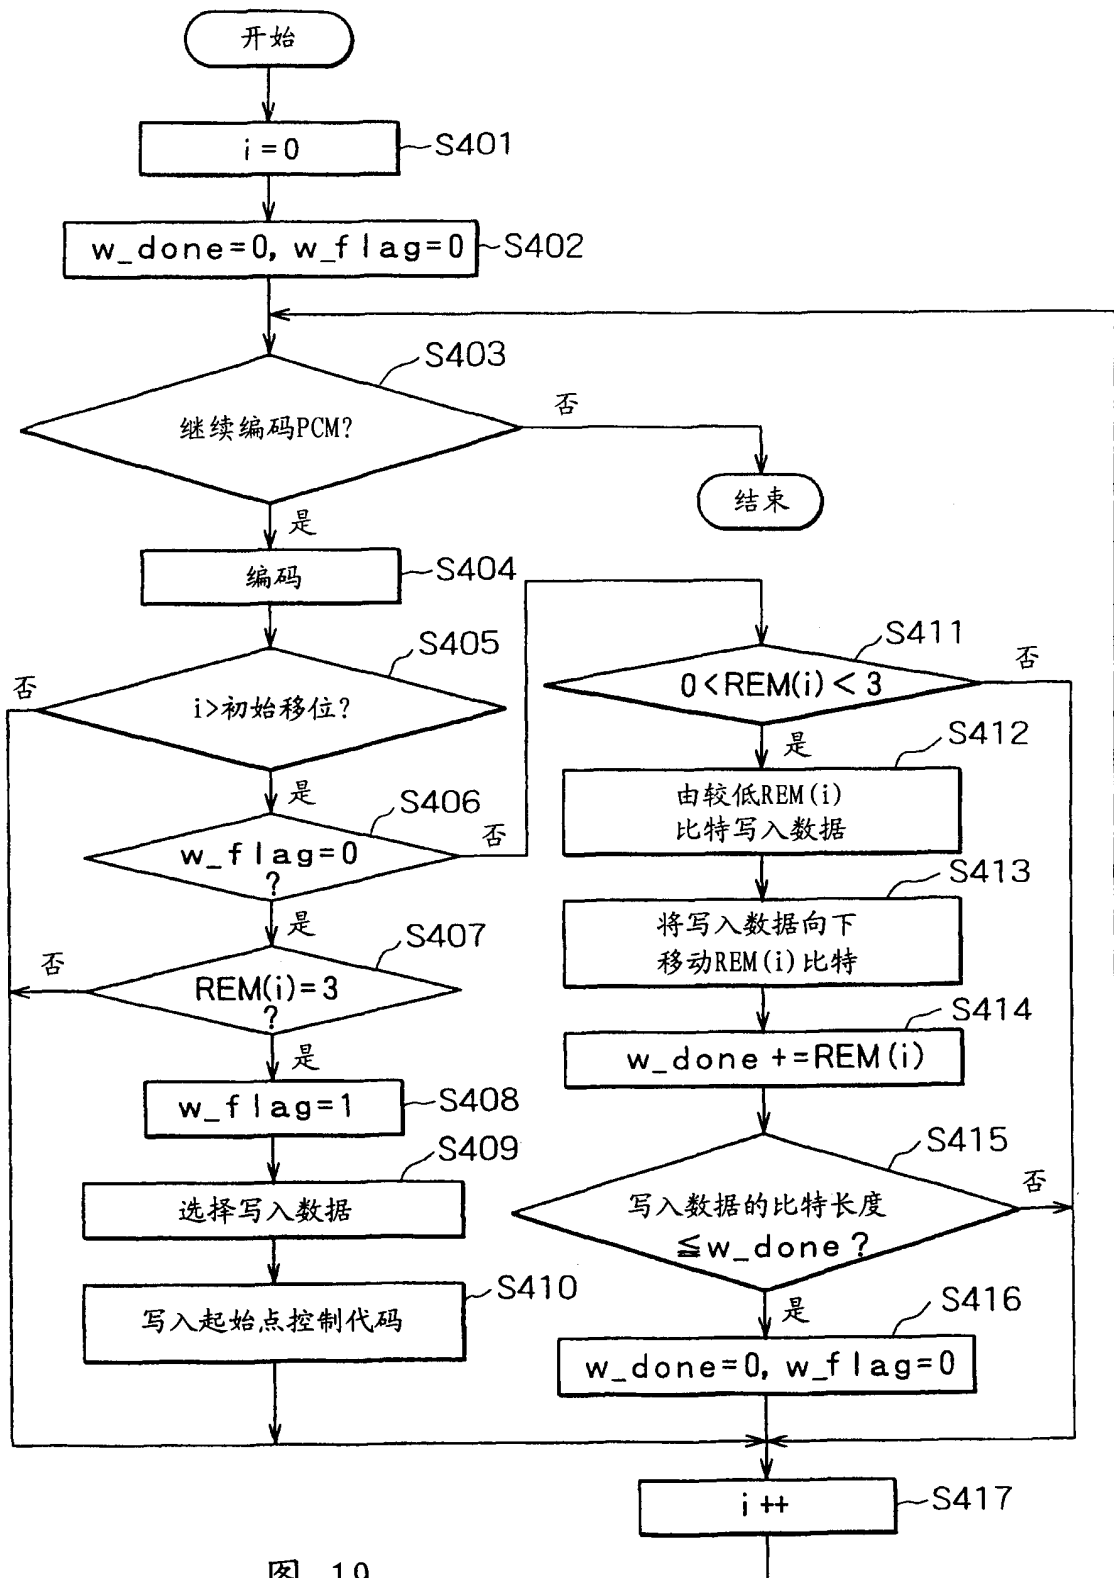 开始
i=0
S401
w_done=0, w_flag=0
S402
S403
继续编码PCM?
否
结束
是
编码
S404
S405
否
i>初始移位?
是
S406
w_flag=0
?
否
是
S407
否
REM(i)=3
?
是
w_flag=1
S408
S409
选择写入数据
S410
写入起始点控制代码
S411
0<REM(i)<3
否
是
S412
由较低REM(i)
比特写入数据
S413
将写入数据向下
移动REM(i)比特
S414
w_done +=REM(i)
S415
写入数据的比特长度
≦w_done?
否
是
S416
w_done=0, w_flag=0
i++
S417